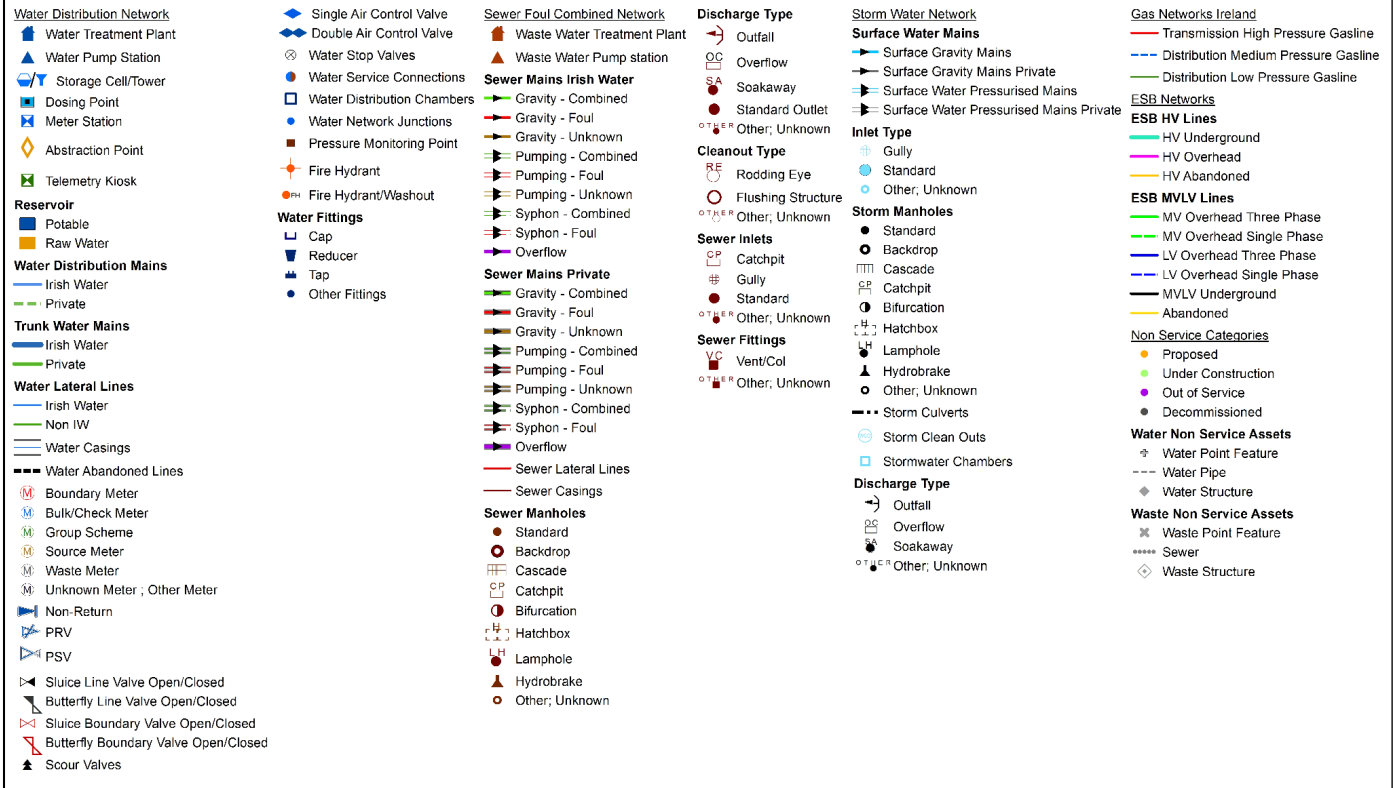 Water Distribution Network
Water Treatment Plant
Water Pump Station
Storage Cell/Tower
Dosing Point
Meter Station
Abstraction Point
Telemetry Kiosk
Reservoir
Potable
Raw Water
Water Distribution Mains
Irish Water
Private
Trunk Water Mains
Irish Water
Private
Water Lateral Lines
Irish Water
Non IW
Water Casings
Water Abandoned Lines
M Boundary Meter
M Bulk/Check Meter
M Group Scheme
M Source Meter
M Waste Meter
M Unknown Meter ; Other Meter
Non-Return
PRV
PSV
Sluice Line Valve Open/Closed
Butterfly Line Valve Open/Closed
Sluice Boundary Valve Open/Closed
Butterfly Boundary Valve Open/Closed
Scour Valves
Single Air Control Valve
Double Air Control Valve
Water Stop Valves
Water Service Connections
Water Distribution Chambers
Water Network Junctions
Pressure Monitoring Point
Fire Hydrant
FH Fire Hydrant/Washout
Water Fittings
Cap
Reducer
Tap
Other Fittings
Sewer Foul Combined Network
Waste Water Treatment Plant
Waste Water Pump station
Sewer Mains Irish Water
Gravity - Combined
Gravity - Foul
Gravity - Unknown
Pumping - Combined
Pumping - Foul
Pumping - Unknown
Syphon - Combined
Syphon - Foul
Overflow
Sewer Mains Private
Gravity - Combined
Gravity - Foul
Gravity - Unknown
Pumping - Combined
Pumping - Foul
Pumping - Unknown
Syphon - Combined
Syphon - Foul
Overflow
Sewer Lateral Lines
Sewer Casings
Sewer Manholes
Standard
Backdrop
Cascade
CP Catchpit
Bifurcation
H Hatchbox
LH Lamphole
Hydrobrake
Other; Unknown
Discharge Type
Outfall
OC Overflow
SA Soakaway
Standard Outlet
OTHER Other; Unknown
Cleanout Type
RE Rodding Eye
Flushing Structure
OTHER Other; Unknown
Sewer Inlets
CP Catchpit
Gully
Standard
OTHER Other; Unknown
Sewer Fittings
VC Vent/Col
OTHER Other; Unknown
Storm Water Network
Surface Water Mains
Surface Gravity Mains
Surface Gravity Mains Private
Surface Water Pressurised Mains
Surface Water Pressurised Mains Private
Inlet Type
Gully
Standard
Other; Unknown
Storm Manholes
Standard
Backdrop
Cascade
CP Catchpit
Bifurcation
H Hatchbox
LH Lamphole
Hydrobrake
Other; Unknown
Storm Culverts
Storm Clean Outs
Stormwater Chambers
Discharge Type
Outfall
OC Overflow
SA Soakaway
OTHER Other; Unknown
Gas Networks Ireland
Transmission High Pressure Gasline
Distribution Medium Pressure Gasline
Distribution Low Pressure Gasline
ESB Networks
ESB HV Lines
HV Underground
HV Overhead
HV Abandoned
ESB MVLV Lines
MV Overhead Three Phase
MV Overhead Single Phase
LV Overhead Three Phase
LV Overhead Single Phase
MVLV Underground
Abandoned
Non Service Categories
Proposed
Under Construction
Out of Service
Decommissioned
Water Non Service Assets
Water Point Feature
Water Pipe
Water Structure
Waste Non Service Assets
Waste Point Feature
Sewer
Waste Structure